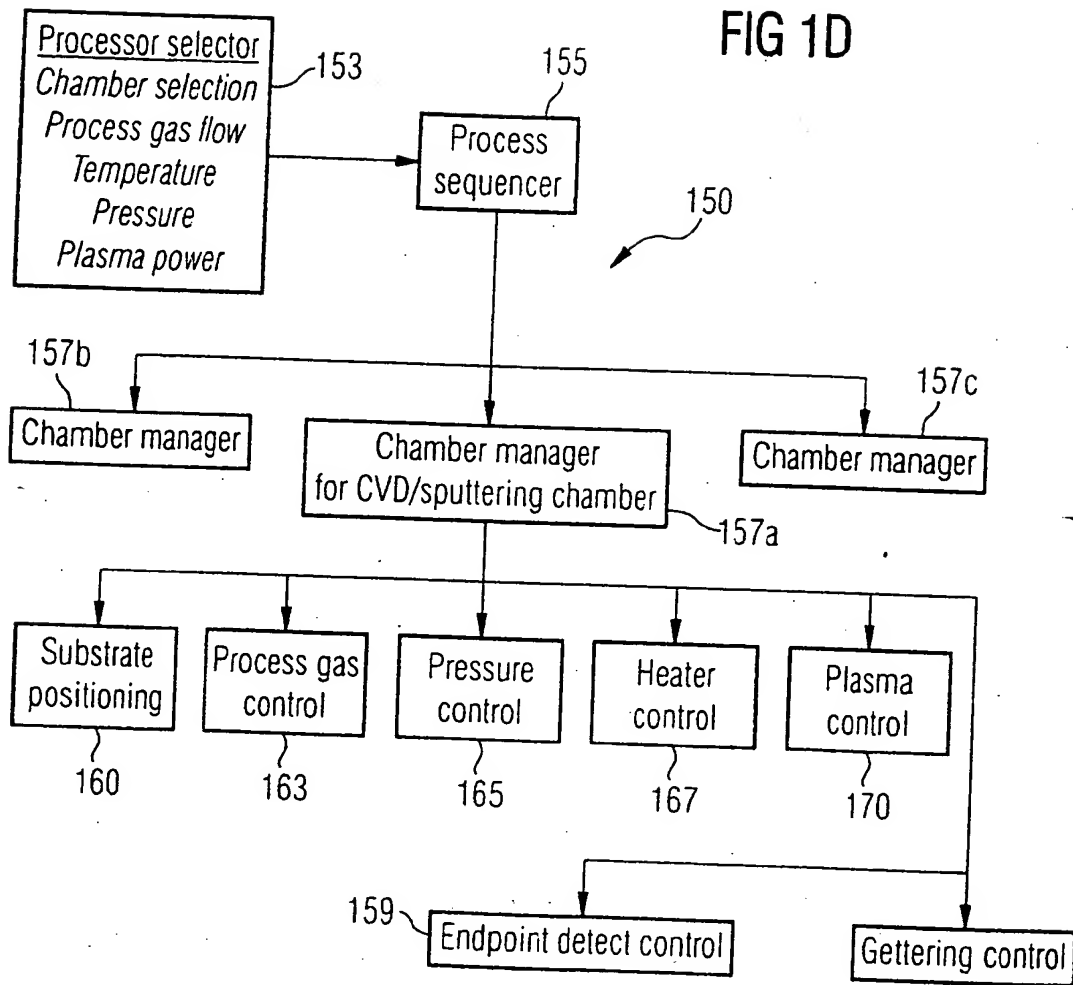 FIG 1D
Processor selector
Chamber selection
Process gas flow
Temperature
Pressure
Plasma power
153
155
Process
sequencer
150
157b
Chamber manager
Chamber manager
for CVD/sputtering chamber
157a
157c
Chamber manager
Substrate
positioning
160
Process gas
control
163
Pressure
control
165
Heater
control
167
Plasma
control
170
159
Endpoint detect control
Gettering control